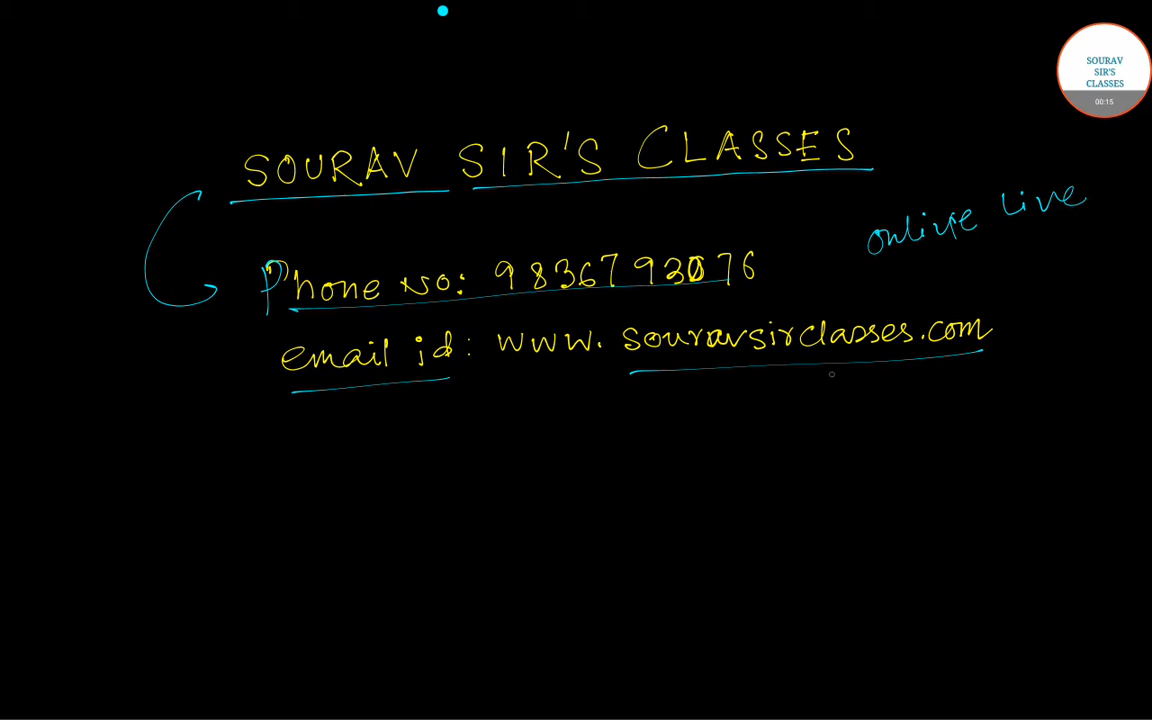 SOURAV
SIR'S
CLASSES
00:15
SOURAV SIR'S CLASSES
online live
Phone No: 9836793076
email id: www.souravsirclasses.com